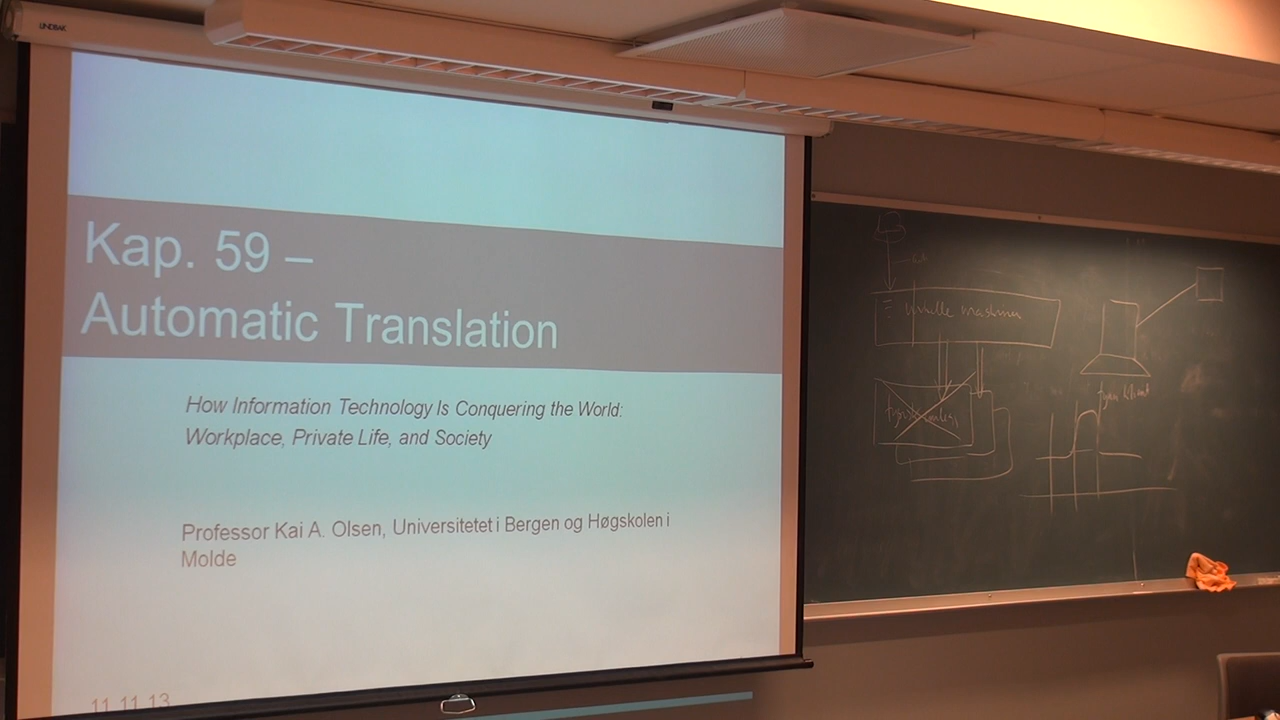 LINDBAK
Kap. 59 –
Automatic Translation
How Information Technology Is Conquering the World:
Workplace, Private Life, and Society
Professor Kai A. Olsen, Universitetet i Bergen og Høgskolen i
Molde
11.11.13